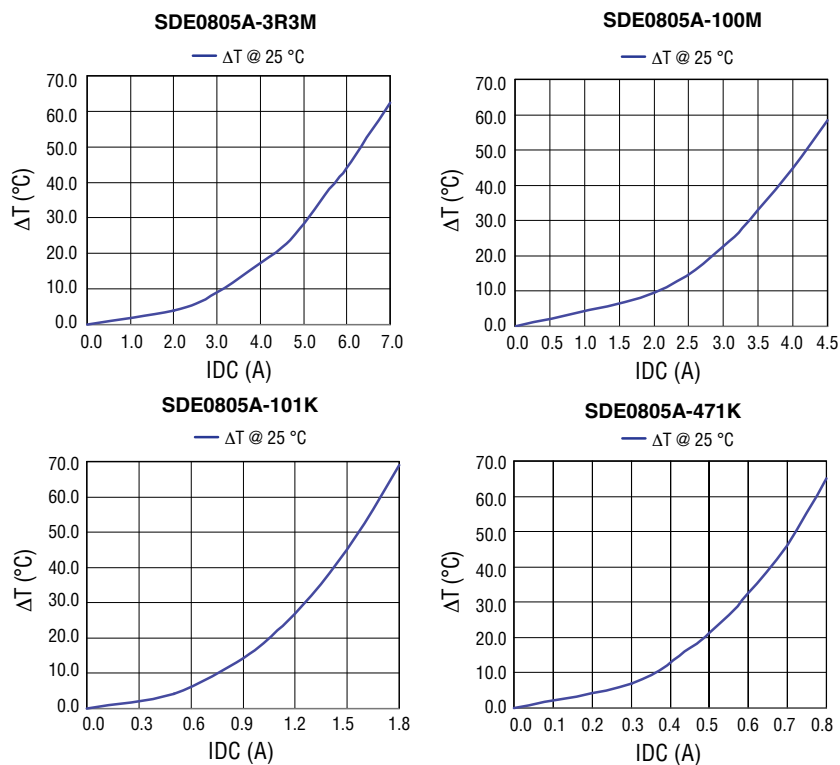 SDE0805A-3R3M
ΔT @ 25 °C
70.0
60.0
50.0
40.0
30.0
20.0
10.0
0.0
ΔT (°C)
0.0 1.0 2.0 3.0 4.0 5.0 6.0 7.0
IDC (A)
SDE0805A-100M
ΔT @ 25 °C
70.0
60.0
50.0
40.0
30.0
20.0
10.0
0.0
ΔT (°C)
0.0 0.5 1.0 1.5 2.0 2.5 3.0 3.5 4.0 4.5
IDC (A)
SDE0805A-101K
ΔT @ 25 °C
70.0
60.0
50.0
40.0
30.0
20.0
10.0
0.0
ΔT (°C)
0.0 0.3 0.6 0.9 1.2 1.5 1.8
IDC (A)
SDE0805A-471K
ΔT @ 25 °C
70.0
60.0
50.0
40.0
30.0
20.0
10.0
0.0
ΔT (°C)
0.0 0.1 0.2 0.3 0.4 0.5 0.6 0.7 0.8
IDC (A)